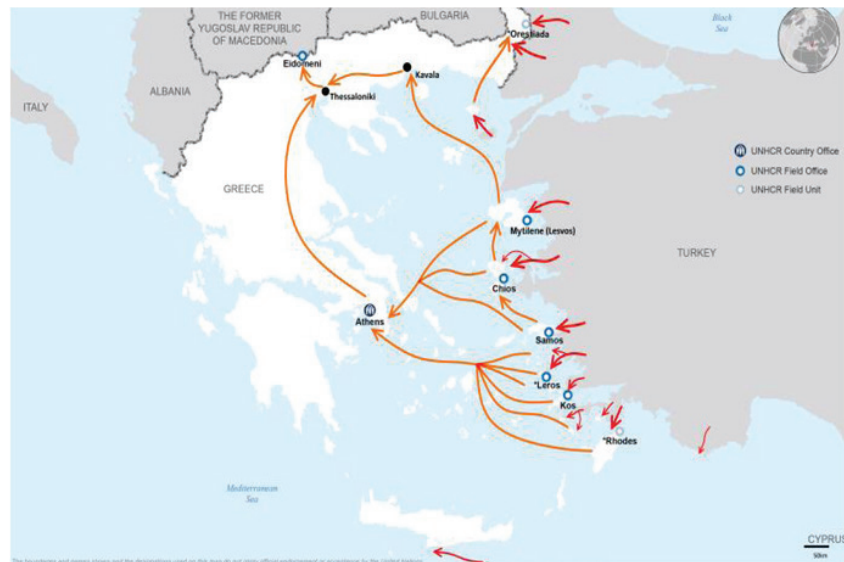 THE FORMER
YUGOSLAV REPUBLIC
OF MACEDONIA
BULGARIA
Black
Sea
*Orestiada
Eidomeni
Kavala
Thessaloniki
ALBANIA
ITALY
UNHCR Country Office
UNHCR Field Office
UNHCR Field Unit
GREECE
Mytilene (Lesvos)
TURKEY
Chios
Athens
Samos
*Leros
Kos
*Rhodes
Mediterranean
Sea
CYPRUS
50km